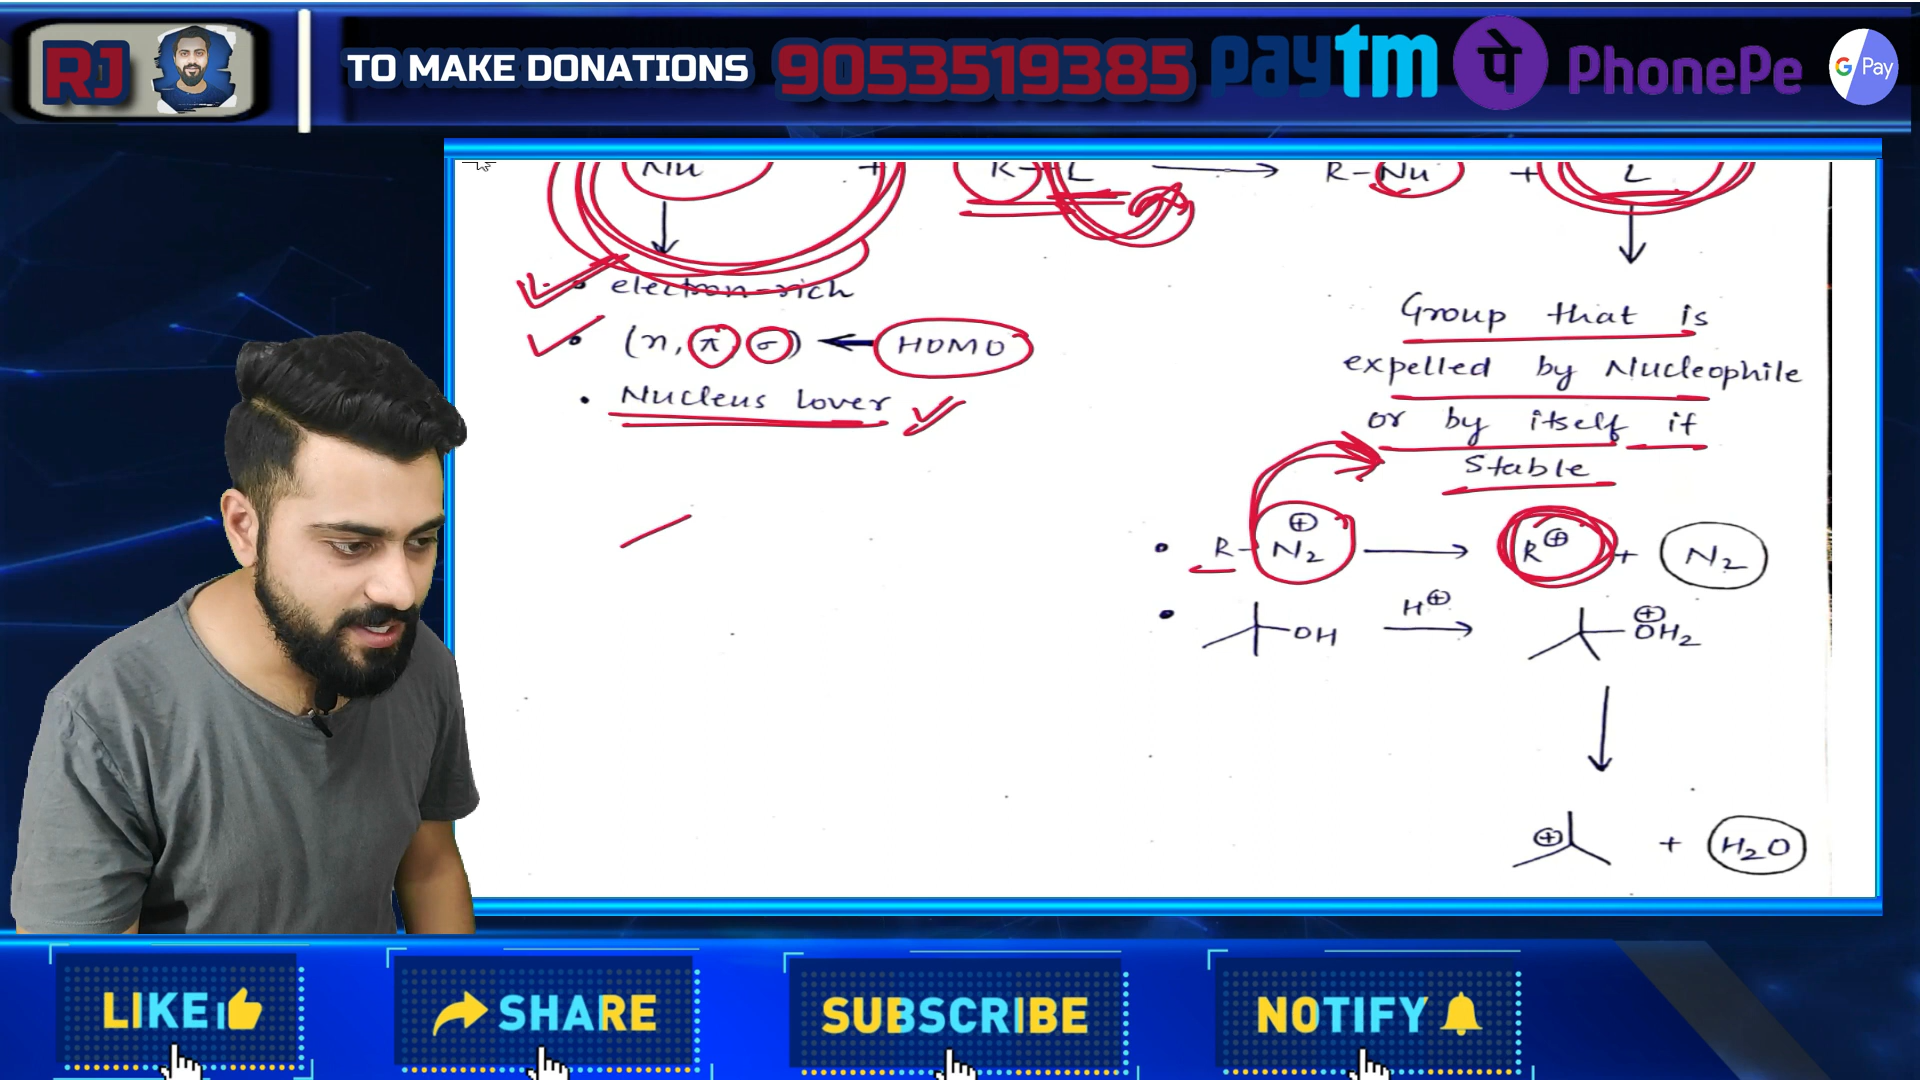 RJ
TO MAKE DONATIONS 9053519385 paytm पे PhonePe G Pay
Nu + R-L → R-Nu + L
• electron-rich
(n, π, σ) ← HOMO
• Nucleus lover
Group that is
expelled by Nucleophile
or by itself if
Stable
• R-N₂⊕ → R⊕ + N₂
• OH H⊕ → ⊕OH₂
⊕ + H₂O
LIKE SHARE SUBSCRIBE NOTIFY